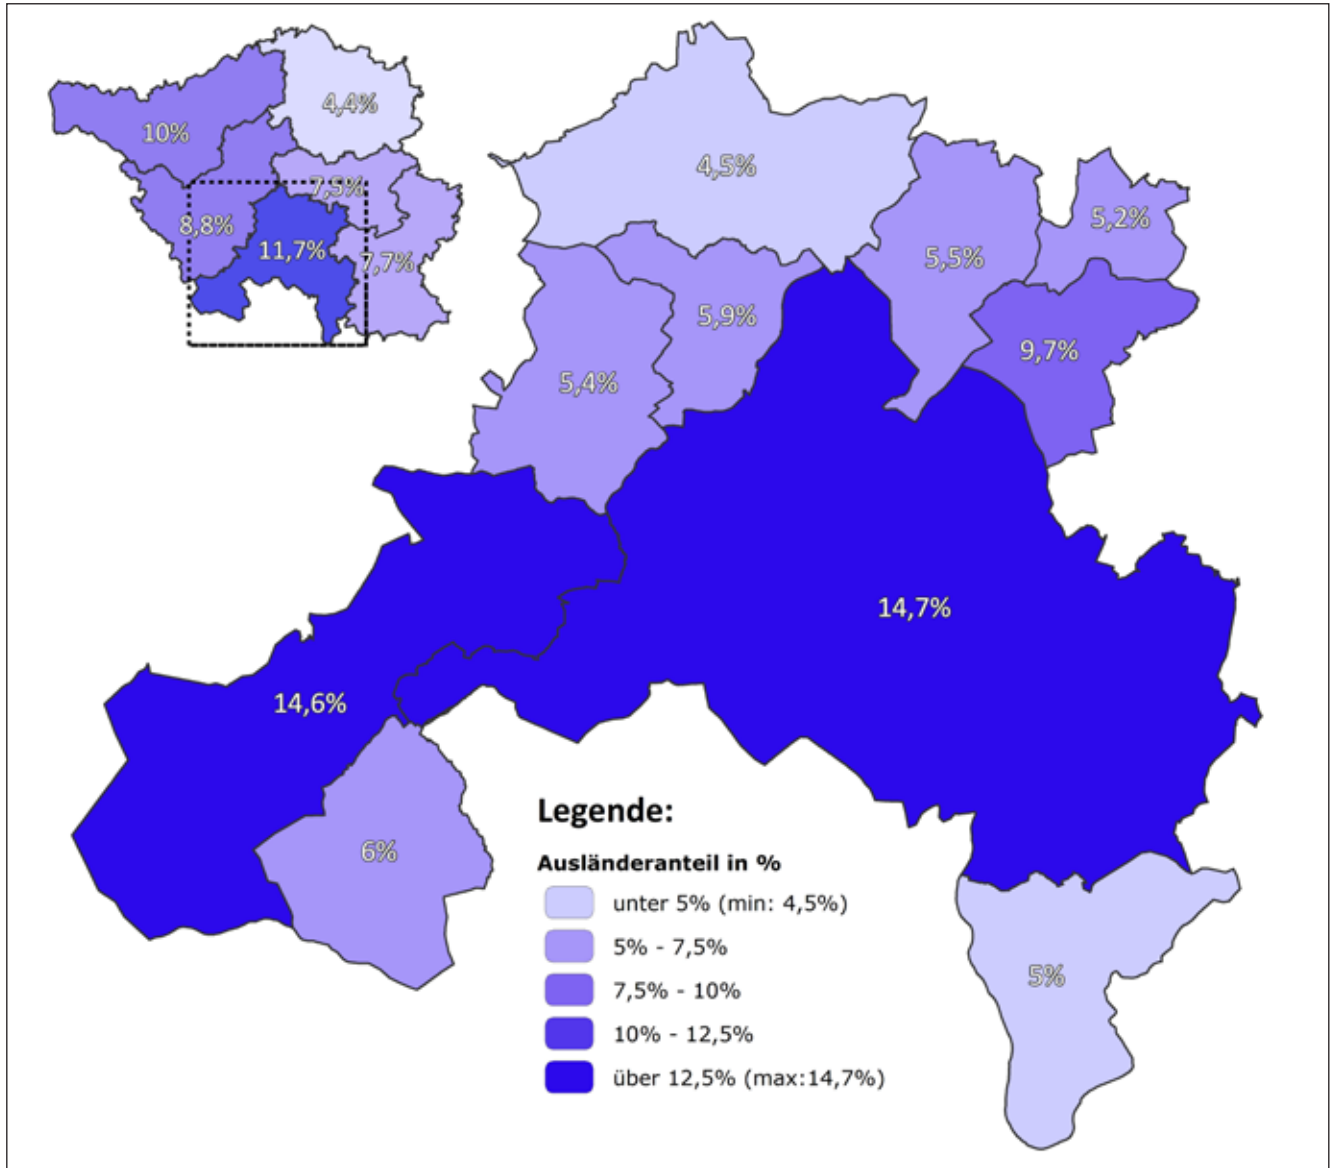 4,4%
10%
7,5%
8,8%
11,7%
7,7%
4,5%
5,2%
5,5%
5,9%
9,7%
5,4%
14,7%
14,6%
6%
5%
Legende:
Ausländeranteil in %
unter 5% (min: 4,5%)
5% - 7,5%
7,5% - 10%
10% - 12,5%
über 12,5% (max:14,7%)